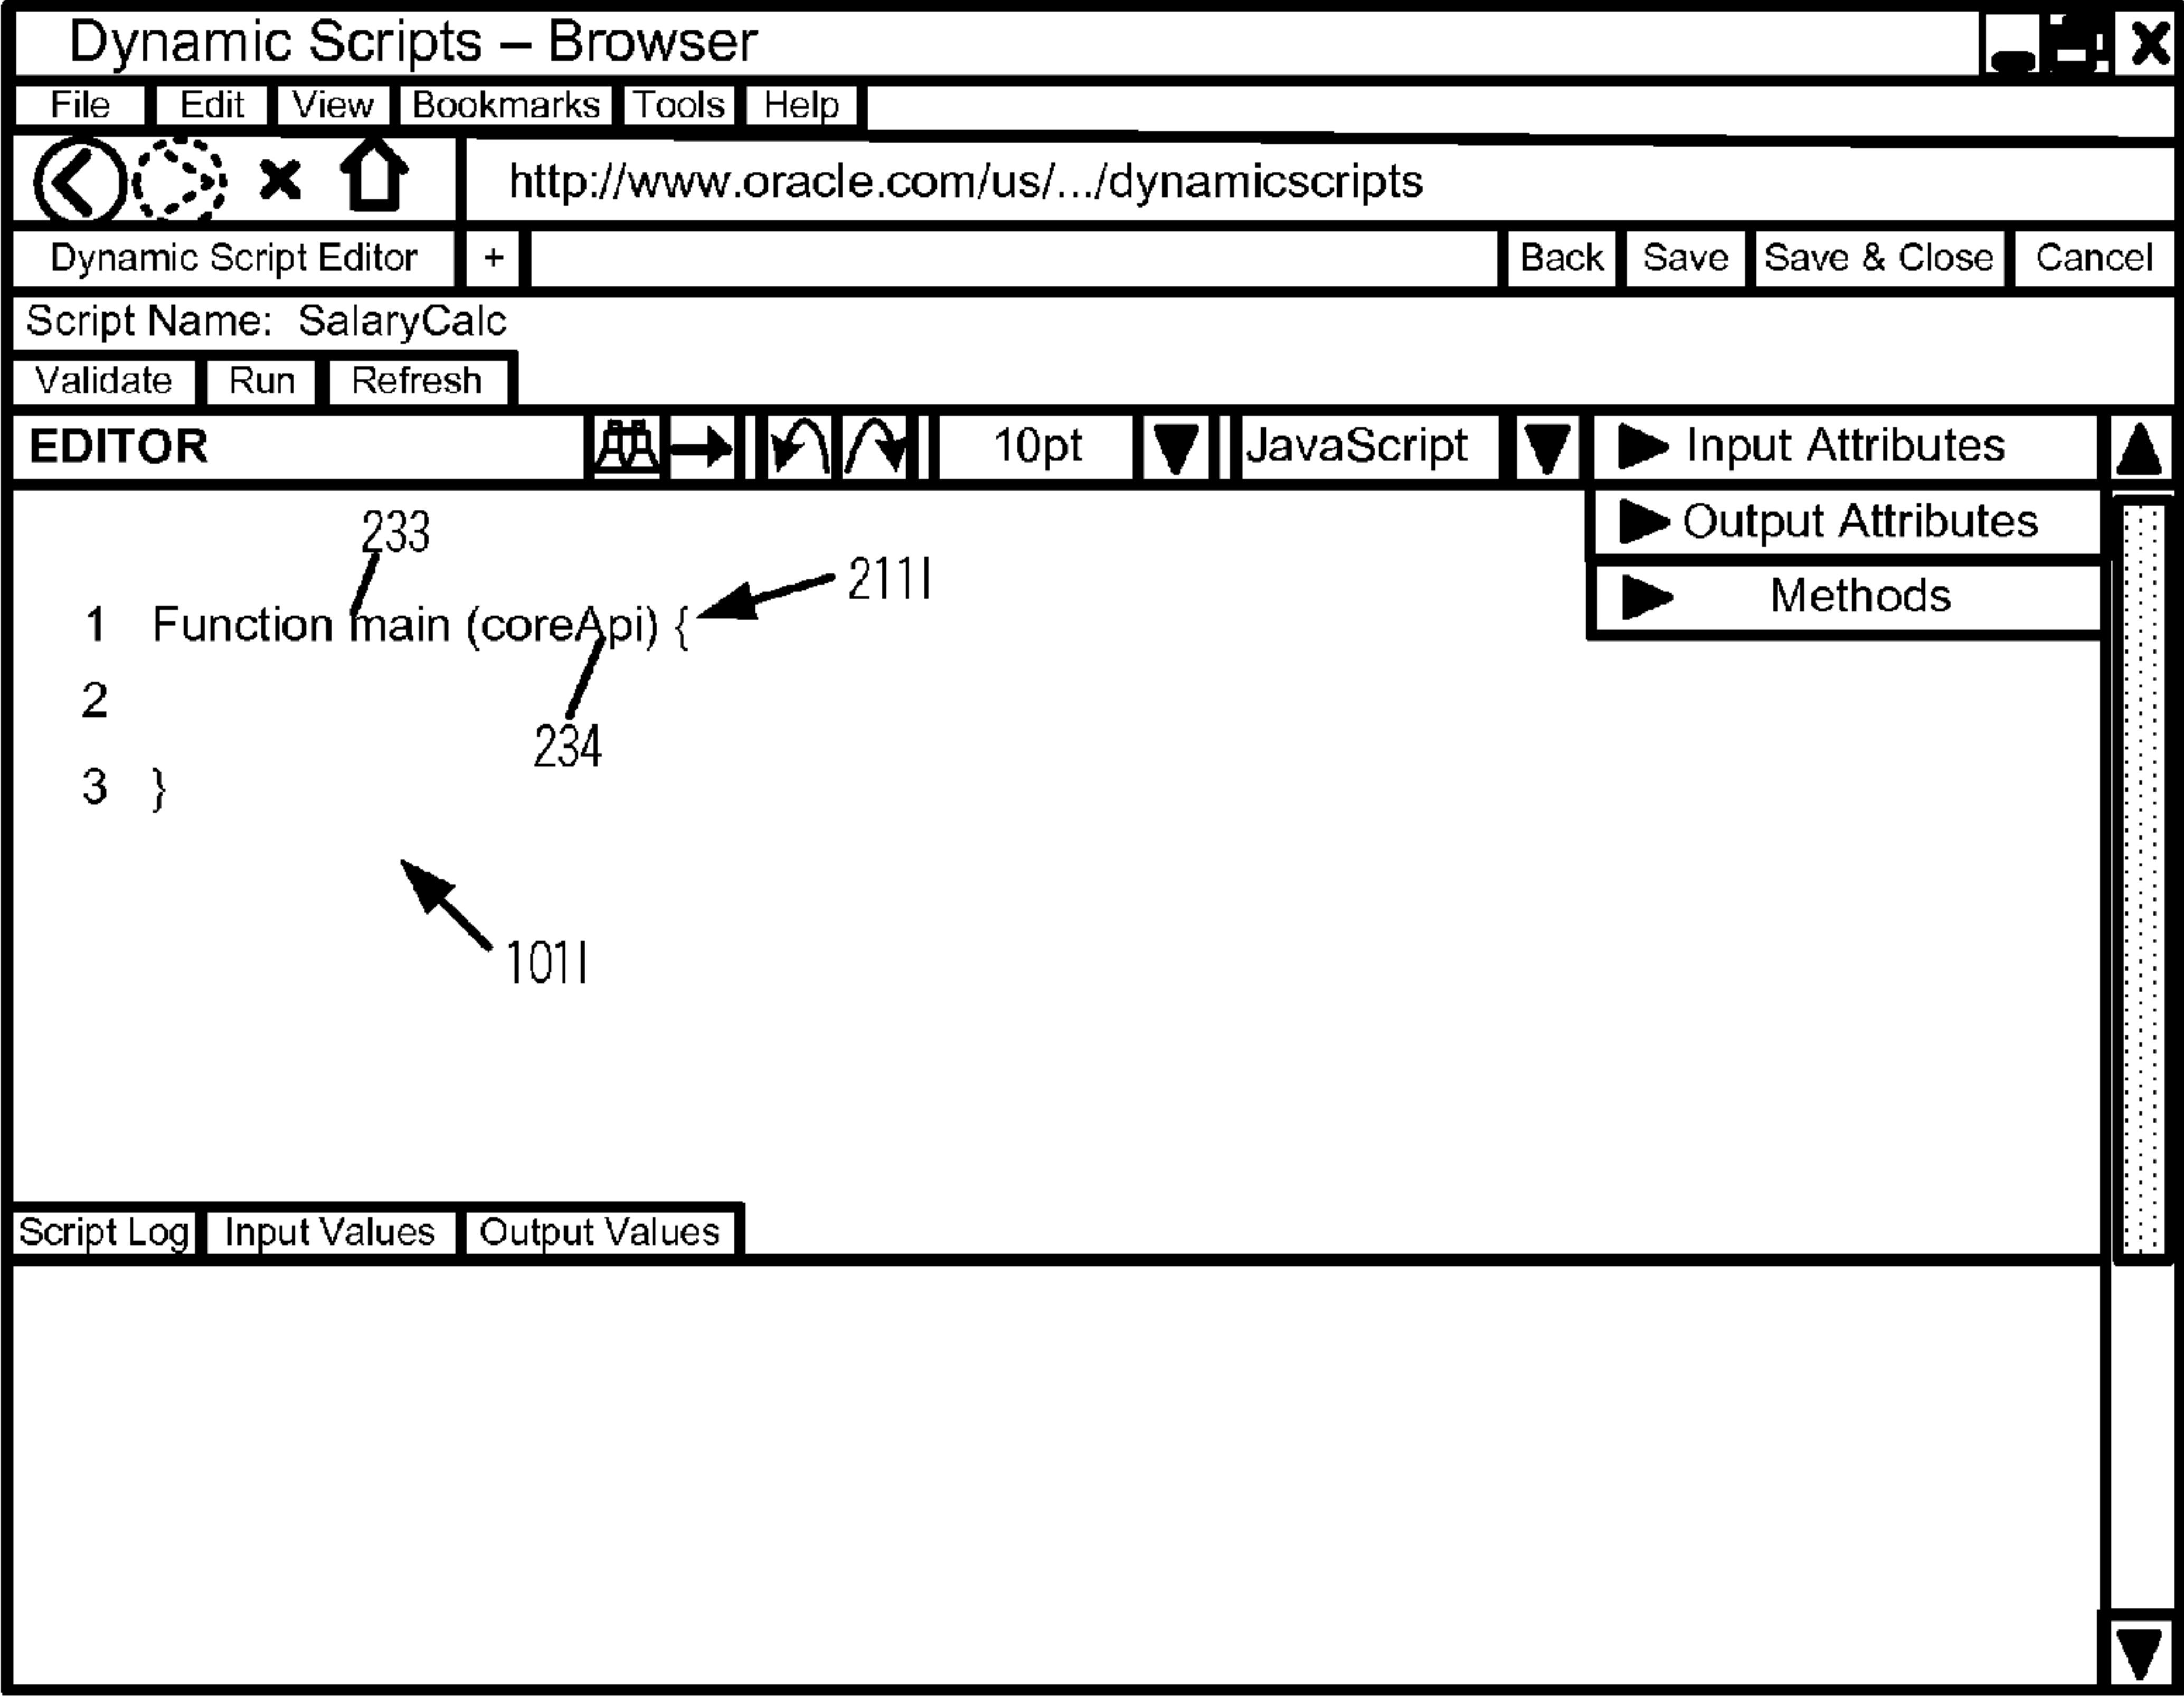 Dynamic Scripts – Browser
File Edit View Bookmarks Tools Help
http://www.oracle.com/us/.../dynamicscripts
Dynamic Script Editor + Back Save Save & Close Cancel
Script Name: SalaryCalc
Validate Run Refresh
EDITOR 10pt JavaScript Input Attributes
Output Attributes
Methods
233
211I
1 Function main (coreApi) {
2
234
3 }
101I
Script Log Input Values Output Values